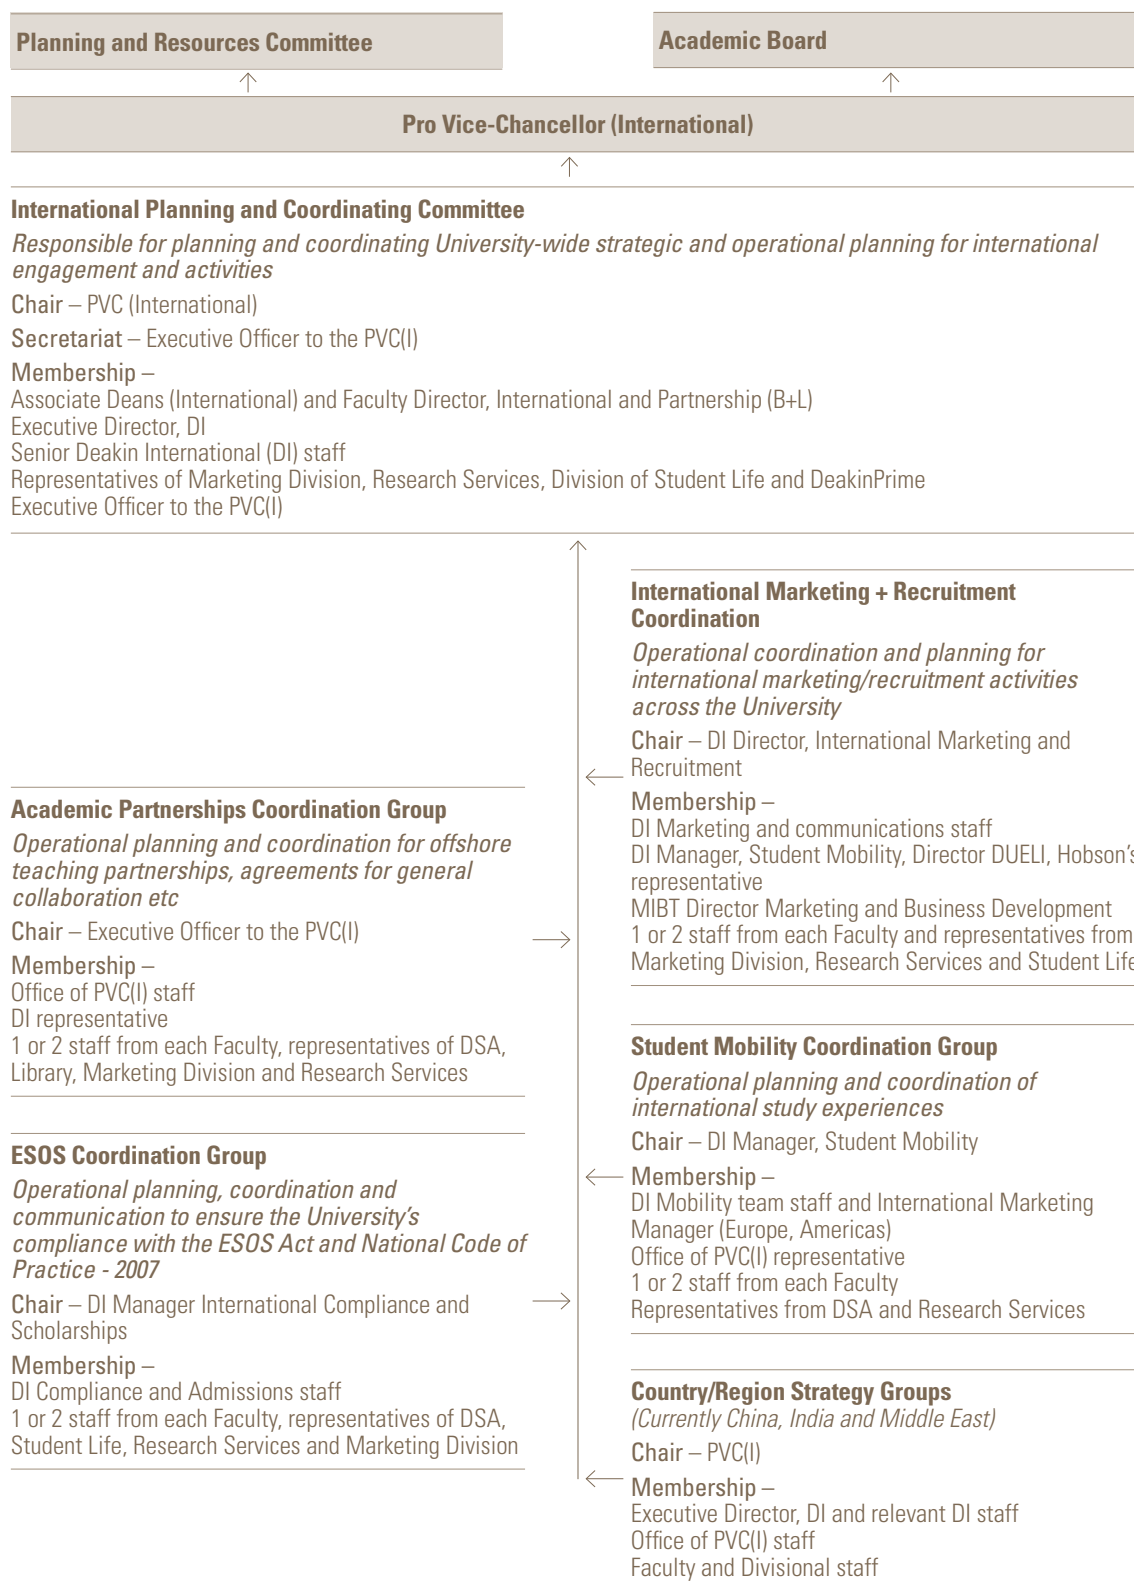 Planning and Resources Committee
Academic Board
Pro Vice-Chancellor (International)
International Planning and Coordinating Committee
Responsible for planning and coordinating University-wide strategic and operational planning for international
engagement and activities
Chair – PVC (International)
Secretariat – Executive Officer to the PVC(I)
Membership –
Associate Deans (International) and Faculty Director, International and Partnership (B+L)
Executive Director, DI
Senior Deakin International (DI) staff
Representatives of Marketing Division, Research Services, Division of Student Life and DeakinPrime
Executive Officer to the PVC(I)
International Marketing + Recruitment
Coordination
Operational coordination and planning for
international marketing/recruitment activities
across the University
Chair – DI Director, International Marketing and
Recruitment
Membership –
DI Marketing and communications staff
DI Manager, Student Mobility, Director DUELI, Hobson's
representative
MIBT Director Marketing and Business Development
1 or 2 staff from each Faculty and representatives from
Marketing Division, Research Services and Student Life
Academic Partnerships Coordination Group
Operational planning and coordination for offshore
teaching partnerships, agreements for general
collaboration etc
Chair – Executive Officer to the PVC(I)
Membership –
Office of PVC(I) staff
DI representative
1 or 2 staff from each Faculty, representatives of DSA,
Library, Marketing Division and Research Services
Student Mobility Coordination Group
Operational planning and coordination of
international study experiences
Chair – DI Manager, Student Mobility
Membership –
DI Mobility team staff and International Marketing
Manager (Europe, Americas)
Office of PVC(I) representative
1 or 2 staff from each Faculty
Representatives from DSA and Research Services
ESOS Coordination Group
Operational planning, coordination and
communication to ensure the University's
compliance with the ESOS Act and National Code of
Practice - 2007
Chair – DI Manager International Compliance and
Scholarships
Membership –
DI Compliance and Admissions staff
1 or 2 staff from each Faculty, representatives of DSA,
Student Life, Research Services and Marketing Division
Country/Region Strategy Groups
(Currently China, India and Middle East)
Chair – PVC(I)
Membership –
Executive Director, DI and relevant DI staff
Office of PVC(I) staff
Faculty and Divisional staff